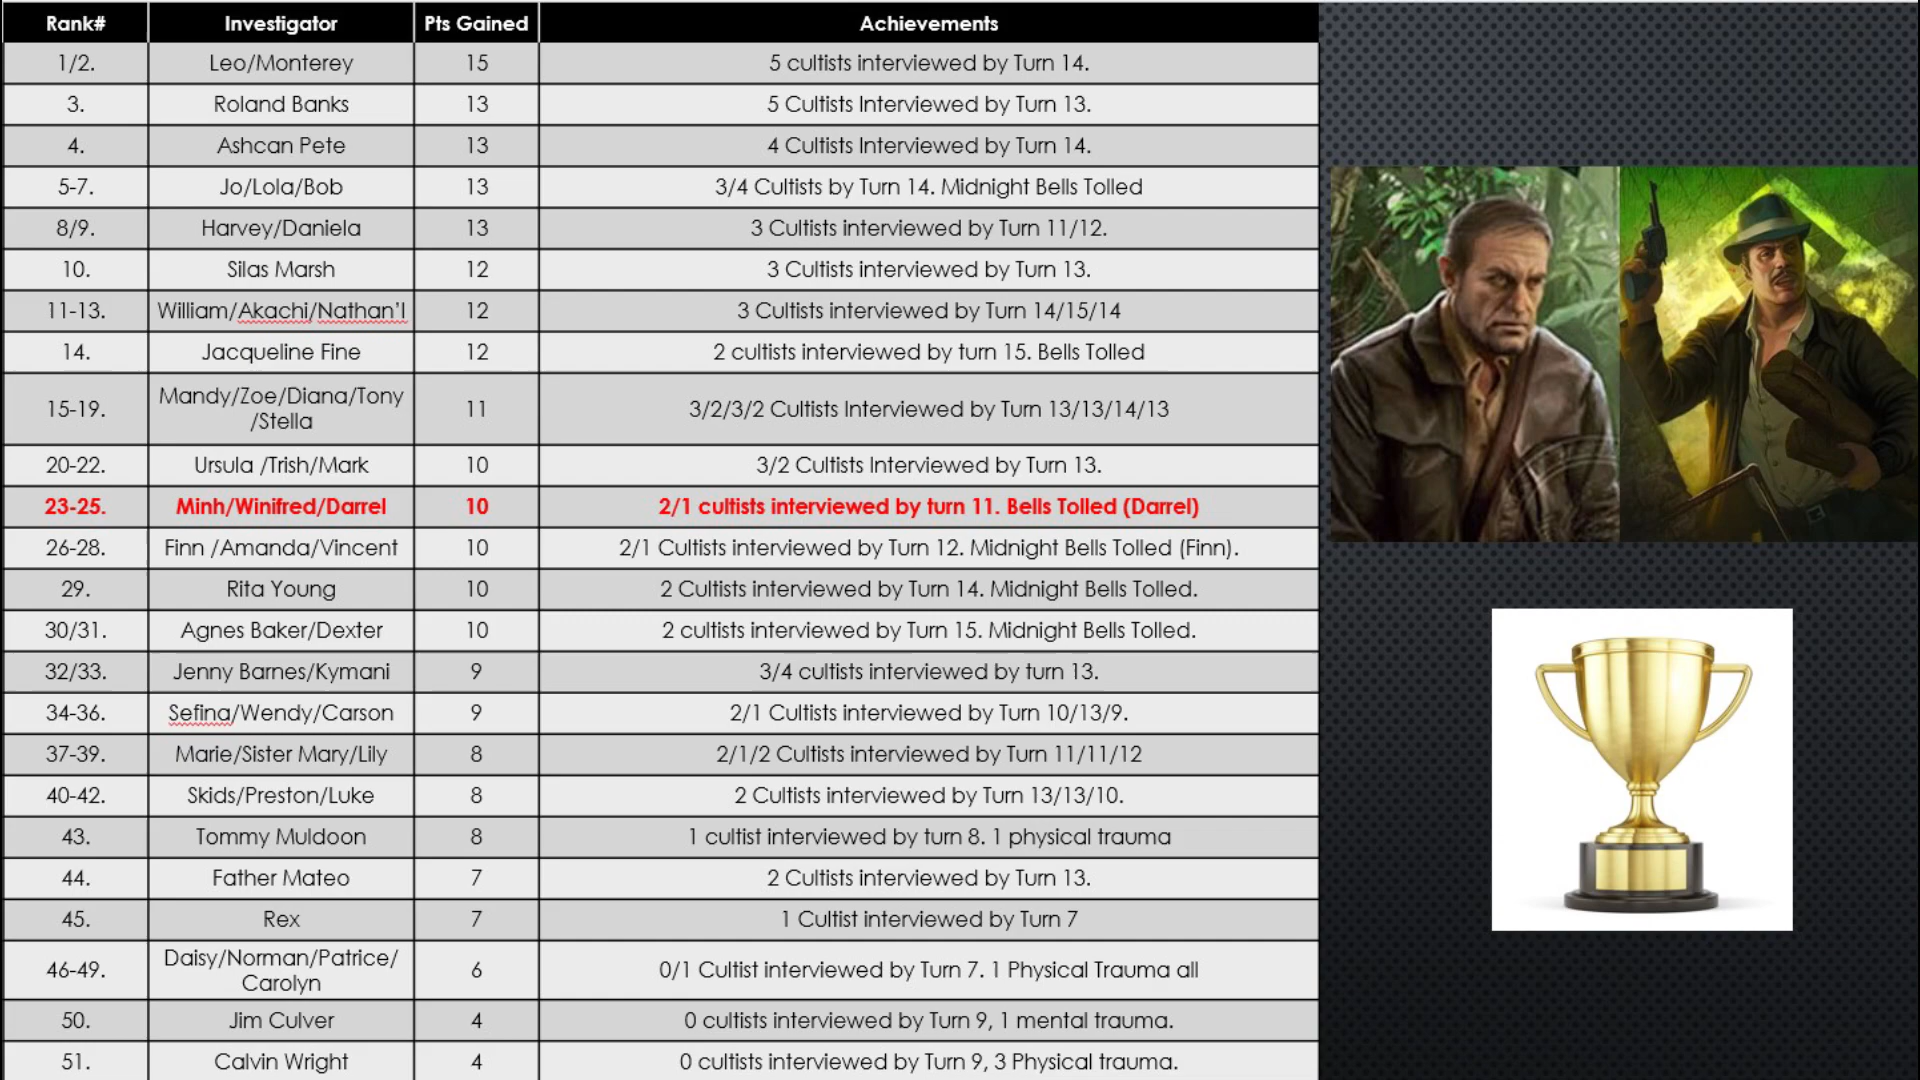 Rank# Investigator Pts Gained Achievements
1/2. Leo/Monterey 15 5 cultists interviewed by Turn 14.
3. Roland Banks 13 5 Cultists Interviewed by Turn 13.
4. Ashcan Pete 13 4 Cultists Interviewed by Turn 14.
5-7. Jo/Lola/Bob 13 3/4 Cultists by Turn 14. Midnight Bells Tolled
8/9. Harvey/Daniela 13 3 Cultists interviewed by Turn 11/12.
10. Silas Marsh 12 3 Cultists interviewed by Turn 13.
11-13. William/Akachi/Nathan'l 12 3 Cultists interviewed by Turn 14/15/14
14. Jacqueline Fine 12 2 cultists interviewed by turn 15. Bells Tolled
15-19. Mandy/Zoe/Diana/Tony
/Stella 11 3/2/3/2 Cultists Interviewed by Turn 13/13/14/13
20-22. Ursula /Trish/Mark 10 3/2 Cultists Interviewed by Turn 13.
23-25. Minh/Winifred/Darrel 10 2/1 cultists interviewed by turn 11. Bells Tolled (Darrel)
26-28. Finn /Amanda/Vincent 10 2/1 Cultists interviewed by Turn 12. Midnight Bells Tolled (Finn).
29. Rita Young 10 2 Cultists interviewed by Turn 14. Midnight Bells Tolled.
30/31. Agnes Baker/Dexter 10 2 cultists interviewed by Turn 15. Midnight Bells Tolled.
32/33. Jenny Barnes/Kymani 9 3/4 cultists interviewed by turn 13.
34-36. Sefina/Wendy/Carson 9 2/1 Cultists interviewed by Turn 10/13/9.
37-39. Marie/Sister Mary/Lily 8 2/1/2 Cultists interviewed by Turn 11/11/12
40-42. Skids/Preston/Luke 8 2 Cultists interviewed by Turn 13/13/10.
43. Tommy Muldoon 8 1 cultist interviewed by turn 8. 1 physical trauma
44. Father Mateo 7 2 Cultists interviewed by Turn 13.
45. Rex 7 1 Cultist interviewed by Turn 7
46-49. Daisy/Norman/Patrice/
Carolyn 6 0/1 Cultist interviewed by Turn 7. 1 Physical Trauma all
50. Jim Culver 4 0 cultists interviewed by Turn 9, 1 mental trauma.
51. Calvin Wright 4 0 cultists interviewed by Turn 9, 3 Physical trauma.